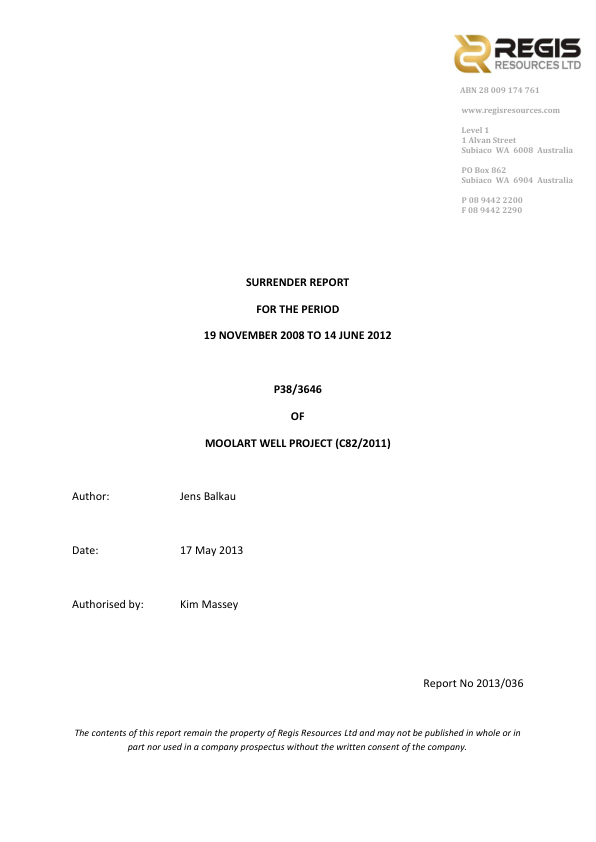 REGIS
RESOURCES LTD
ABN 28 009 174 761
www.regisresources.com
Level 1
1 Alvan Street
Subiaco WA 6008 Australia
PO Box 862
Subiaco WA 6904 Australia
P 08 9442 2200
F 08 9442 2290
SURRENDER REPORT
FOR THE PERIOD
19 NOVEMBER 2008 TO 14 JUNE 2012
P38/3646
OF
MOOLART WELL PROJECT (C82/2011)
Author: Jens Balkau
Date: 17 May 2013
Authorised by: Kim Massey
Report No 2013/036
The contents of this report remain the property of Regis Resources Ltd and may not be published in whole or in
part nor used in a company prospectus without the written consent of the company.